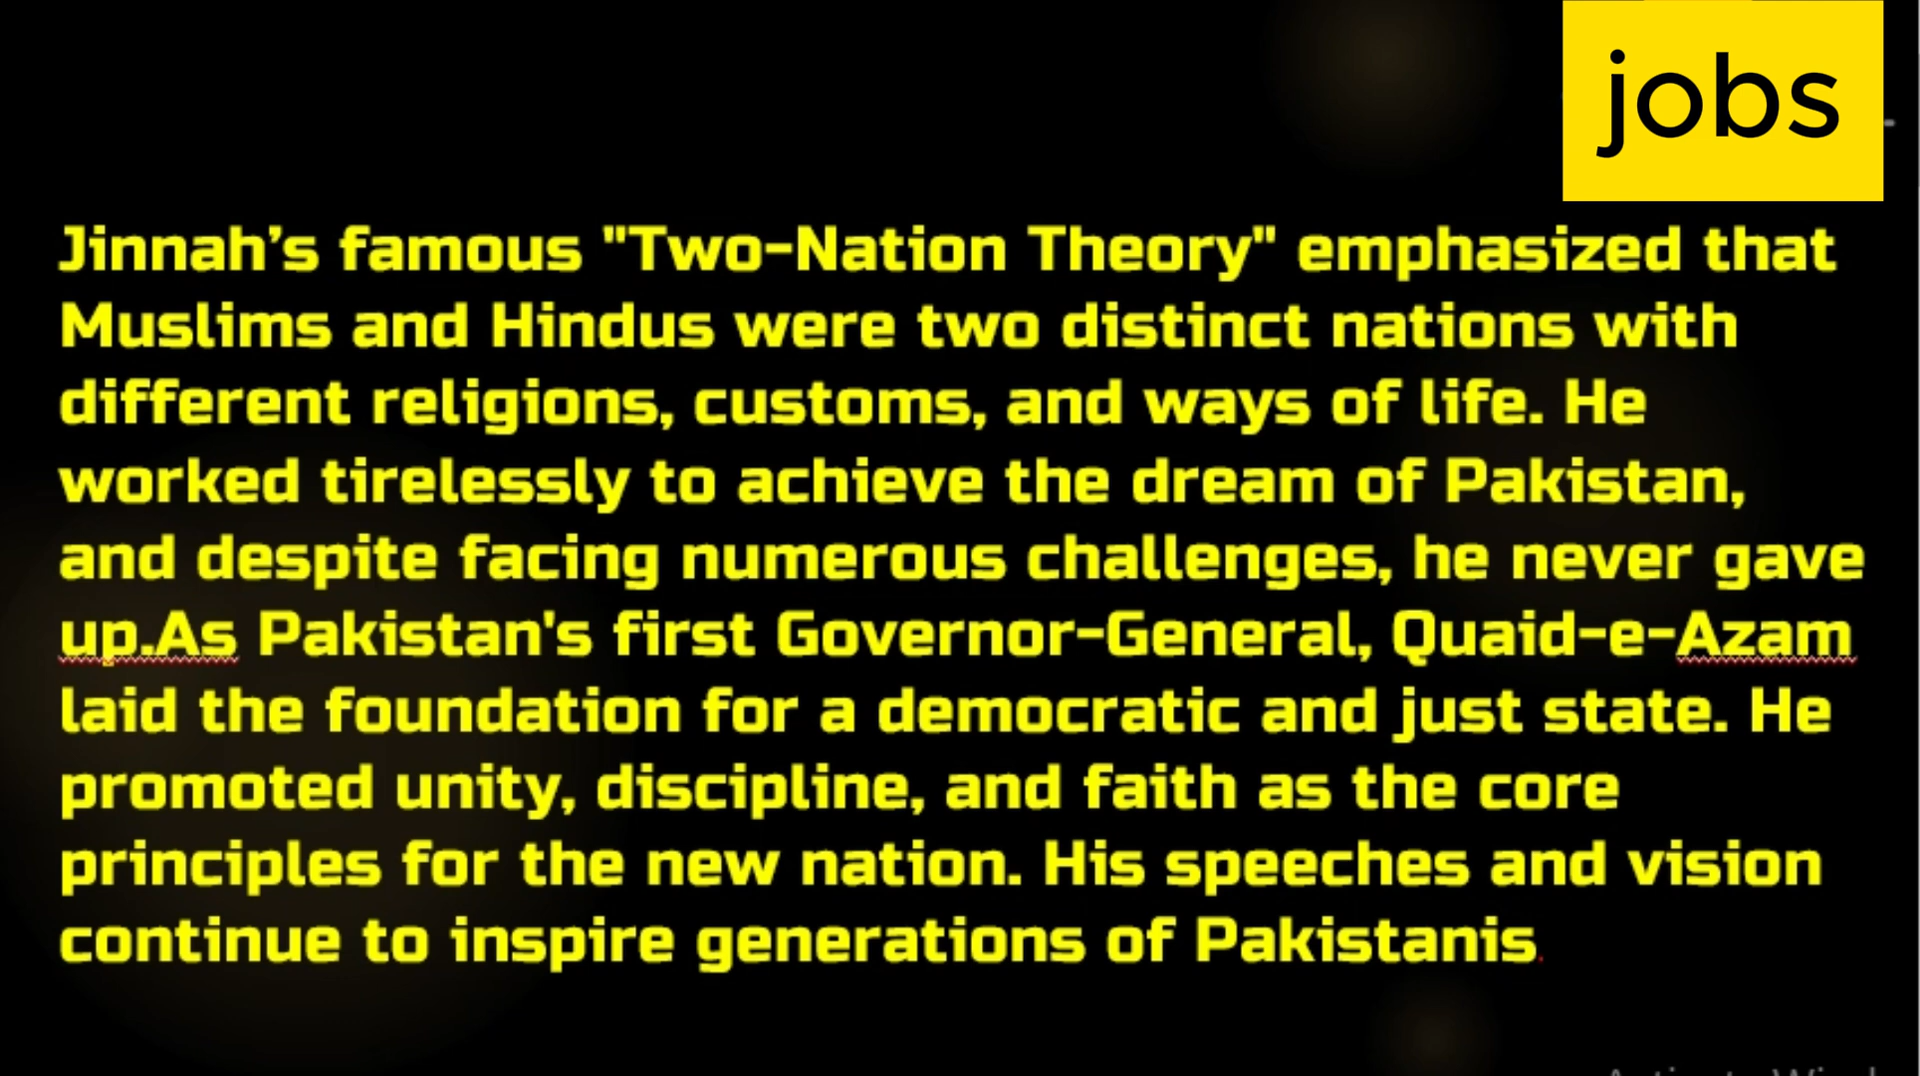 jobs
Jinnah’s famous "Two-Nation Theory" emphasized that
Muslims and Hindus were two distinct nations with
different religions, customs, and ways of life. He
worked tirelessly to achieve the dream of Pakistan,
and despite facing numerous challenges, he never gave
up.As Pakistan's first Governor-General, Quaid-e-Azam
laid the foundation for a democratic and just state. He
promoted unity, discipline, and faith as the core
principles for the new nation. His speeches and vision
continue to inspire generations of Pakistanis.